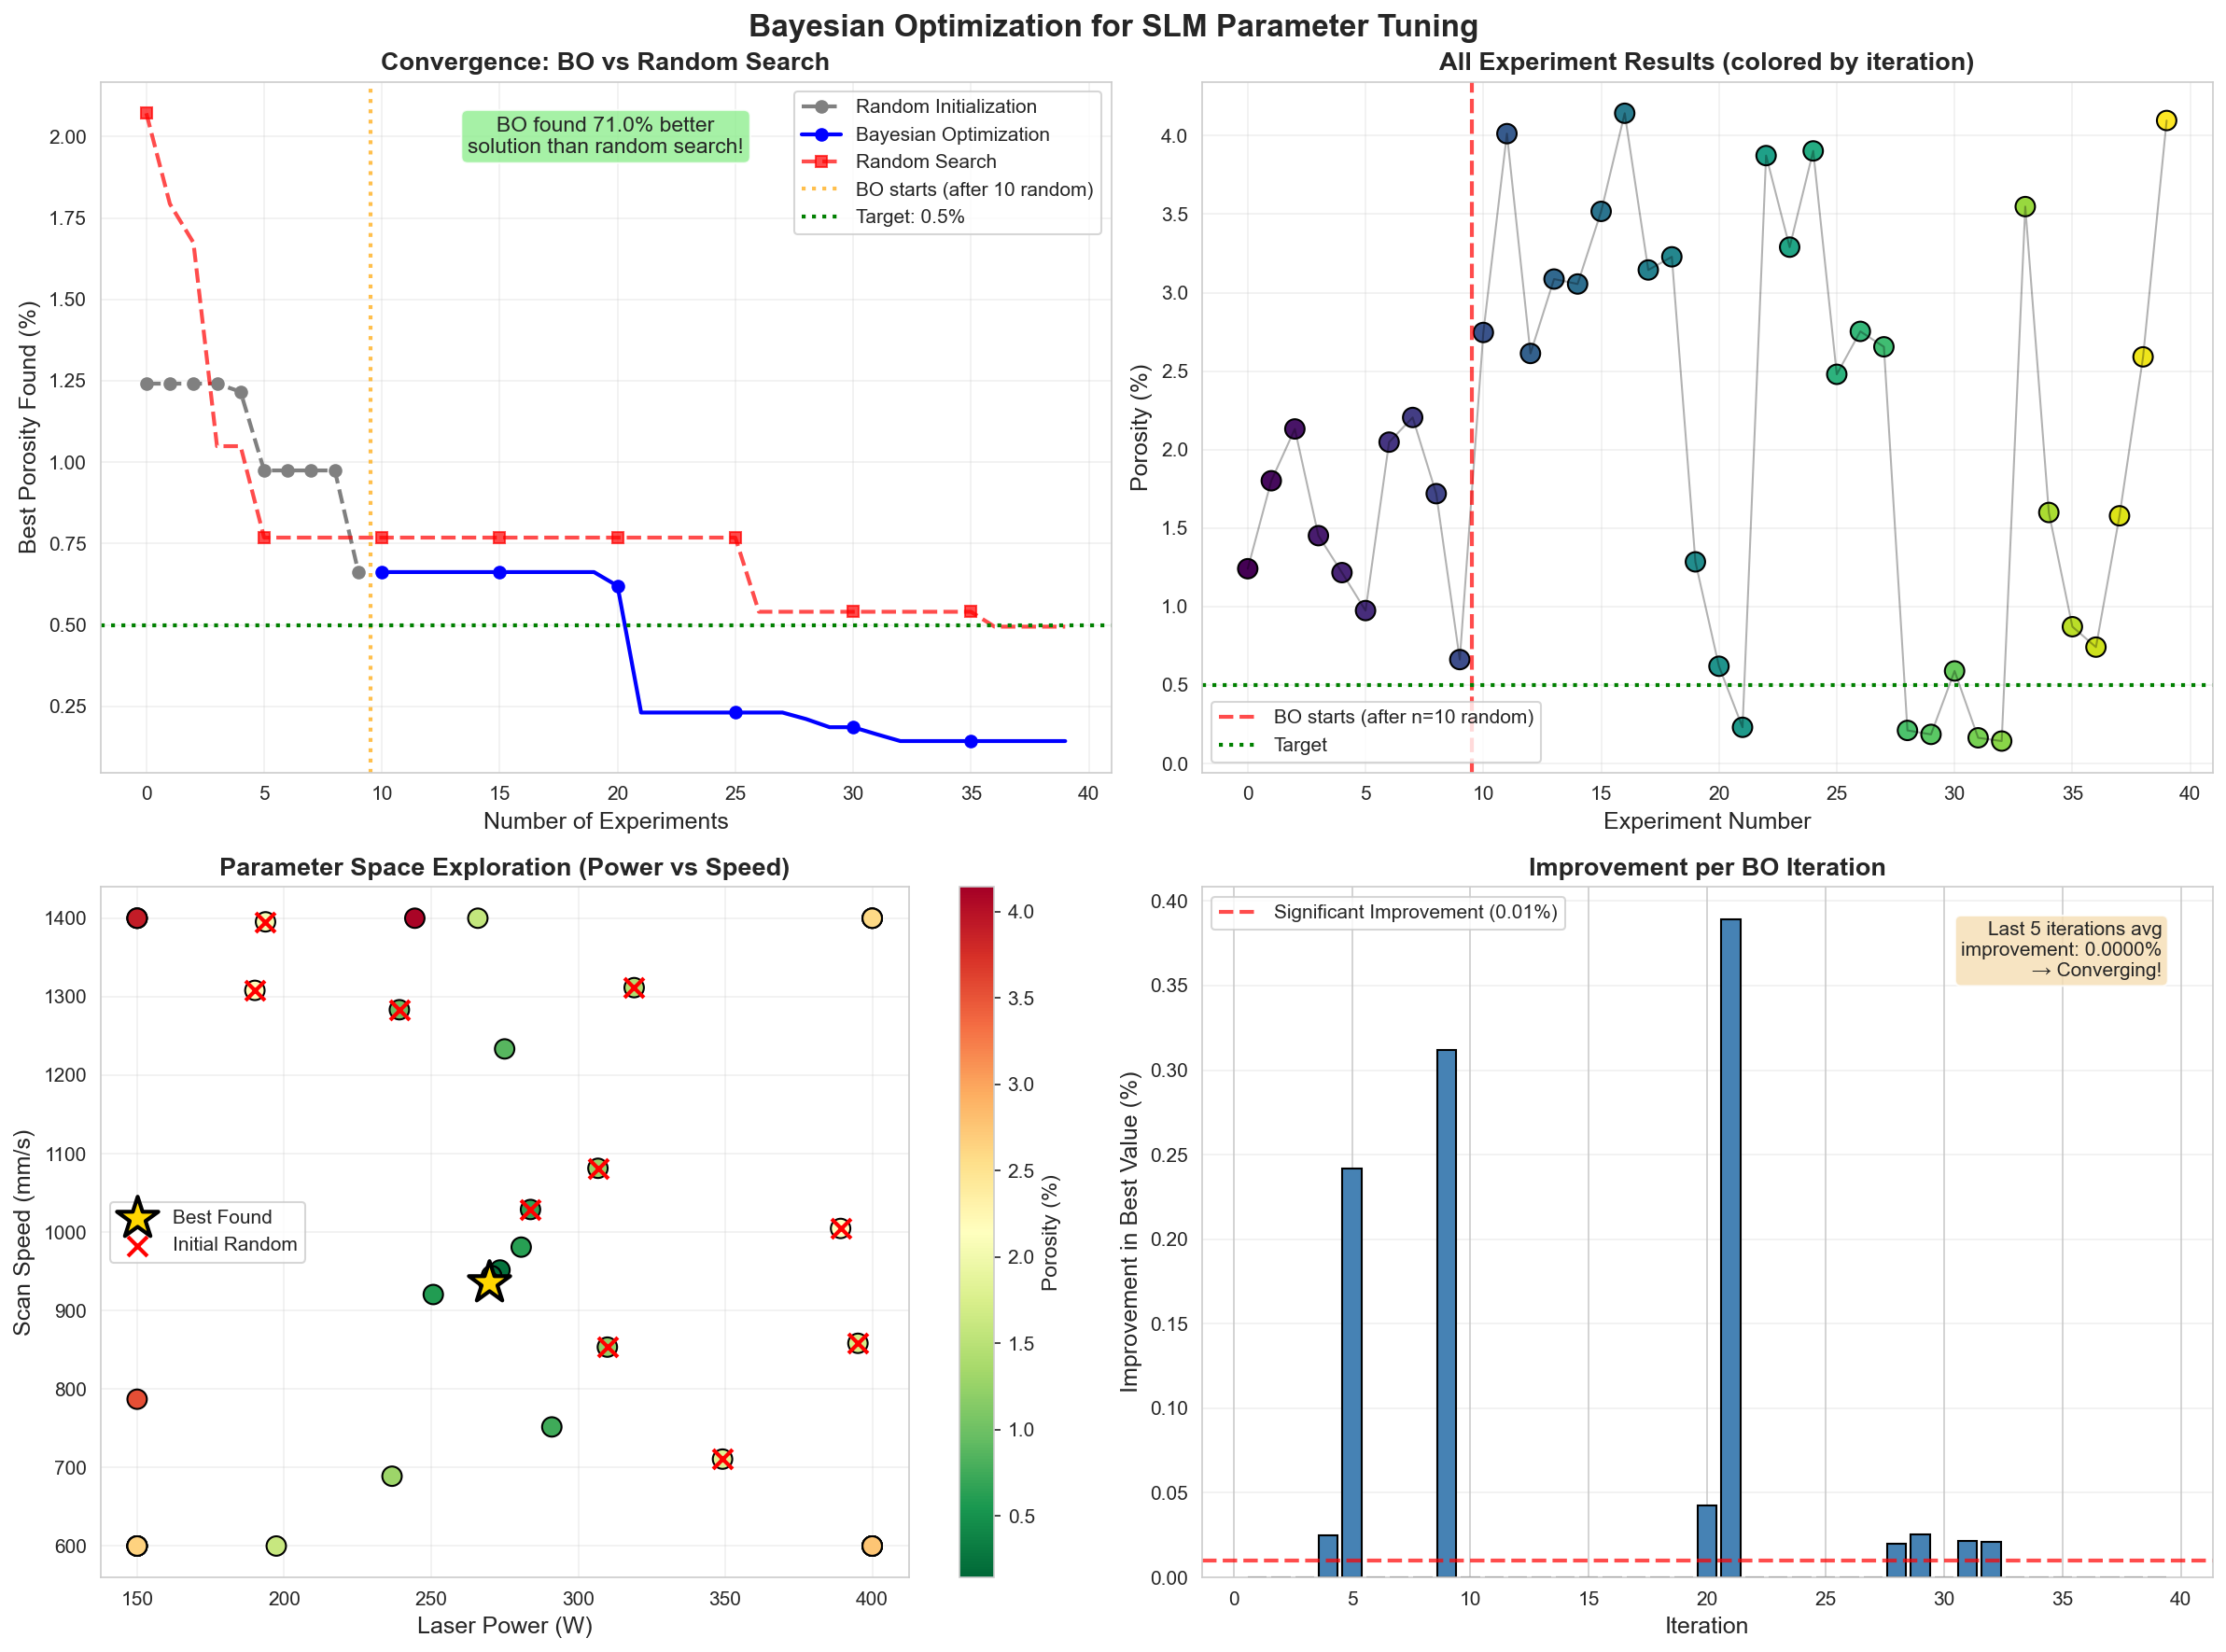 Bayesian Optimization for SLM Parameter Tuning
Convergence: BO vs Random Search
Best Porosity Found (%)
2.00
1.75
1.50
1.25
1.00
0.75
0.50
0.25
BO found 71.0% better
solution than random search!
Random Initialization
Bayesian Optimization
Random Search
BO starts (after 10 random)
Target: 0.5%
0 5 10 15 20 25 30 35 40
Number of Experiments
All Experiment Results (colored by iteration)
Porosity (%)
4.0
3.5
3.0
2.5
2.0
1.5
1.0
0.5
0.0
BO starts (after n=10 random)
Target
0 5 10 15 20 25 30 35 40
Experiment Number
Parameter Space Exploration (Power vs Speed)
Scan Speed (mm/s)
1400
1300
1200
1100
1000
900
800
700
600
Best Found
Initial Random
150 200 250 300 350 400
Laser Power (W)
4.0
3.5
3.0
2.5
2.0
1.5
1.0
0.5
Porosity (%)
Improvement per BO Iteration
Improvement in Best Value (%)
0.40
0.35
0.30
0.25
0.20
0.15
0.10
0.05
0.00
Significant Improvement (0.01%)
Last 5 iterations avg
improvement: 0.0000%
→ Converging!
0 5 10 15 20 25 30 35 40
Iteration